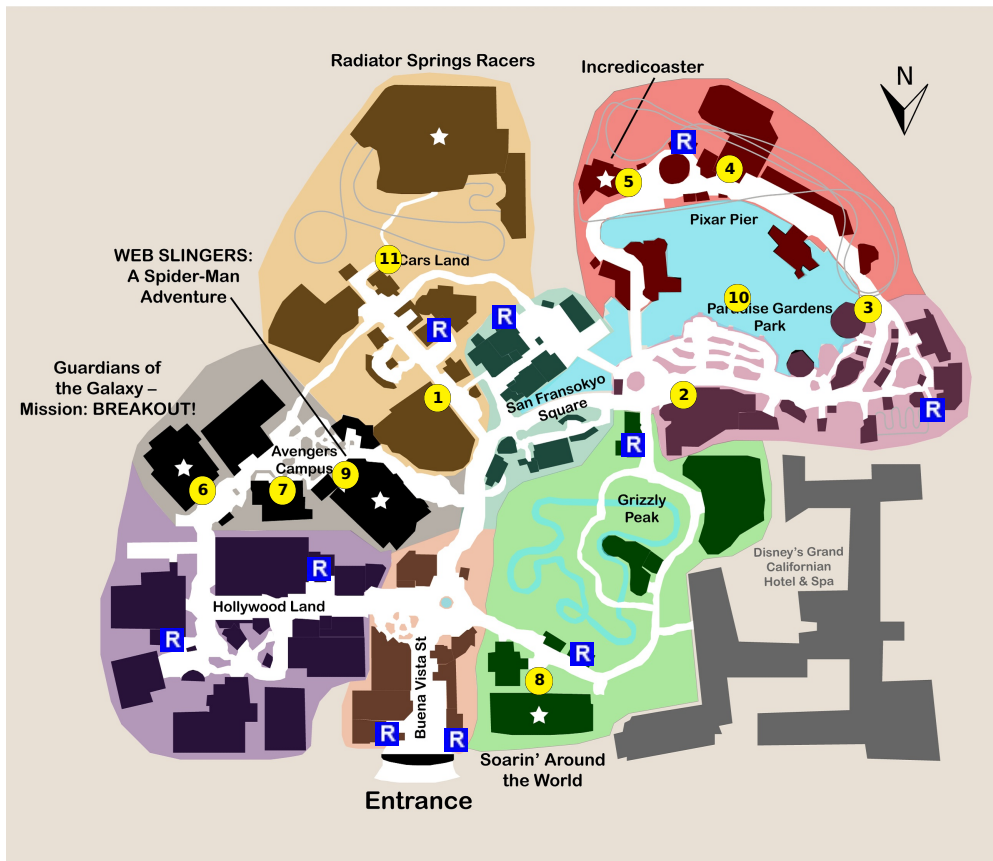 Radiator Springs Racers
Incredicoaster
N
R
4
5
Pixar Pier
WEB SLINGERS:
A Spider-Man
Adventure
11
Cars Land
10
Paradise Gardens
Park
3
R
R
Guardians of
the Galaxy –
Mission: BREAKOUT!
1
San Fransokyo
Square
2
R
R
Avengers
Campus
9
6
7
Grizzly
Peak
Disney's Grand
Californian
Hotel & Spa
R
Hollywood Land
R
Buena Vista St
R
8
R
R
Soarin' Around
the World
Entrance